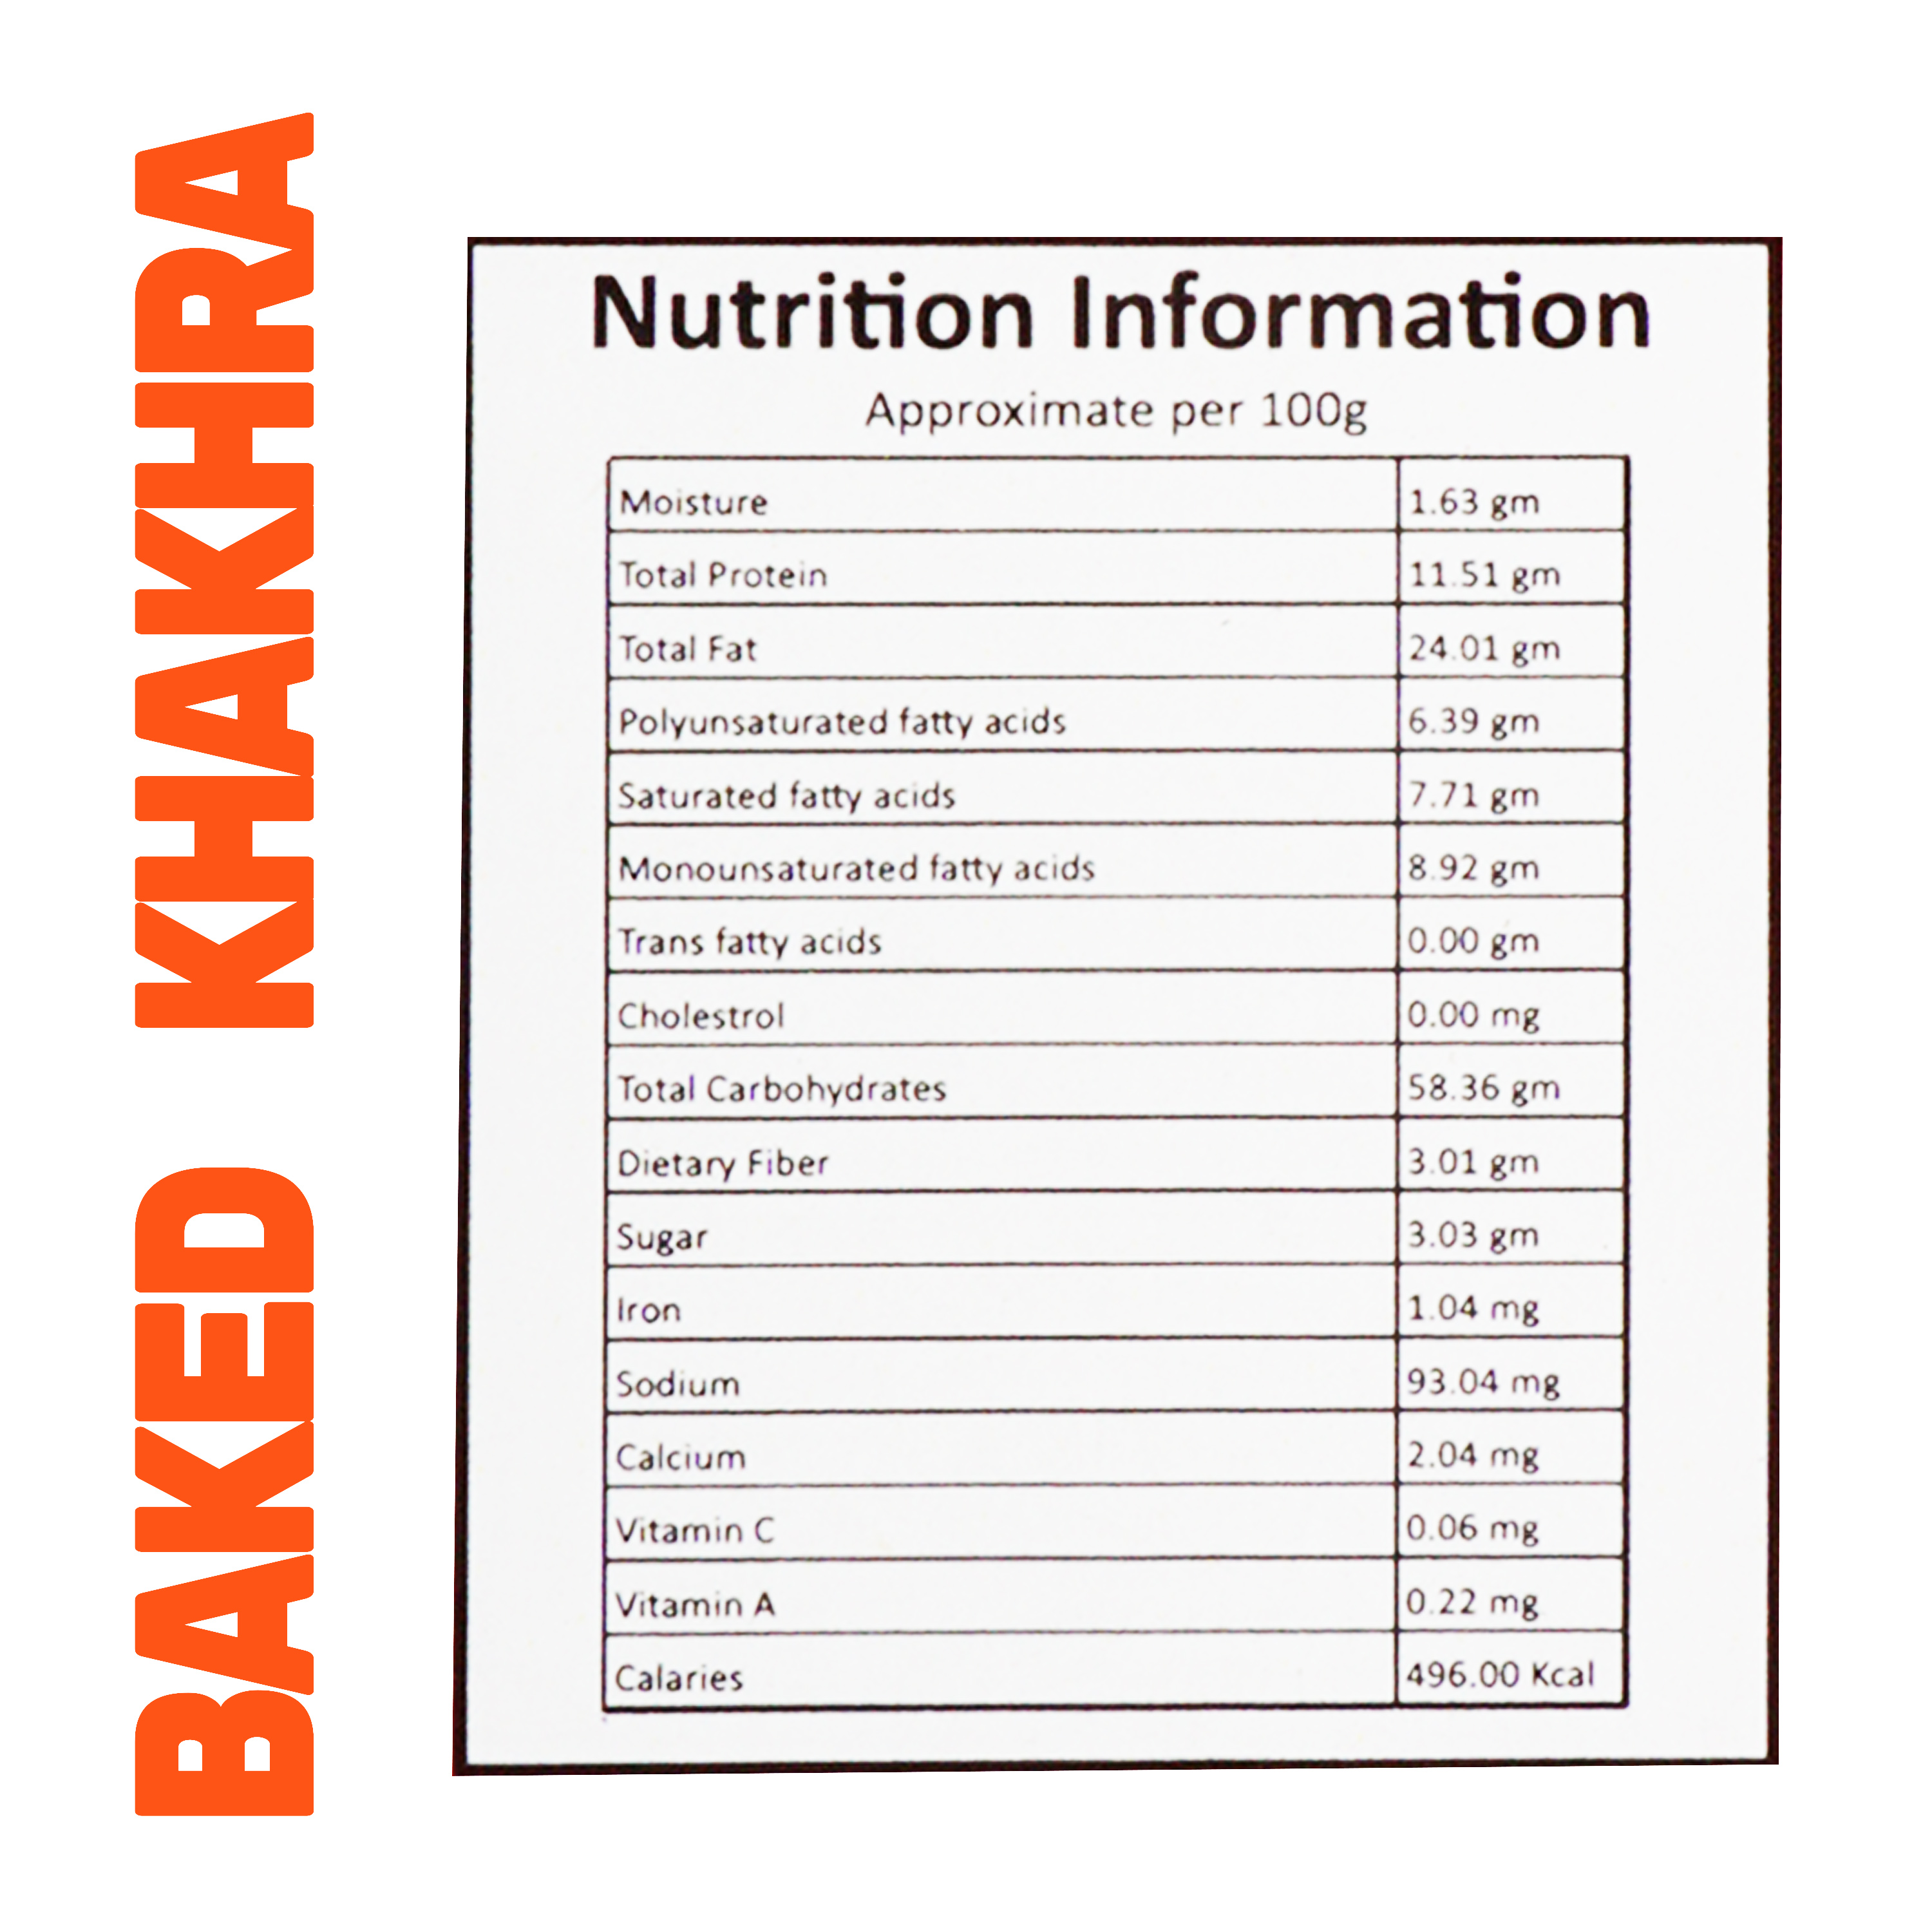 BAKED KHAKHRA
Nutrition Information
Approximate per 100g
Moisture 1.63 gm
Total Protein 11.51 gm
Total Fat 24.01 gm
Polyunsaturated fatty acids 6.39 gm
Saturated fatty acids 7.71 gm
Monounsaturated fatty acids 8.92 gm
Trans fatty acids 0.00 gm
Cholestrol 0.00 mg
Total Carbohydrates 58.36 gm
Dietary Fiber 3.01 gm
Sugar 3.03 gm
Iron 1.04 mg
Sodium 93.04 mg
Calcium 2.04 mg
Vitamin C 0.06 mg
Vitamin A 0.22 mg
Calaries 496.00 Kcal